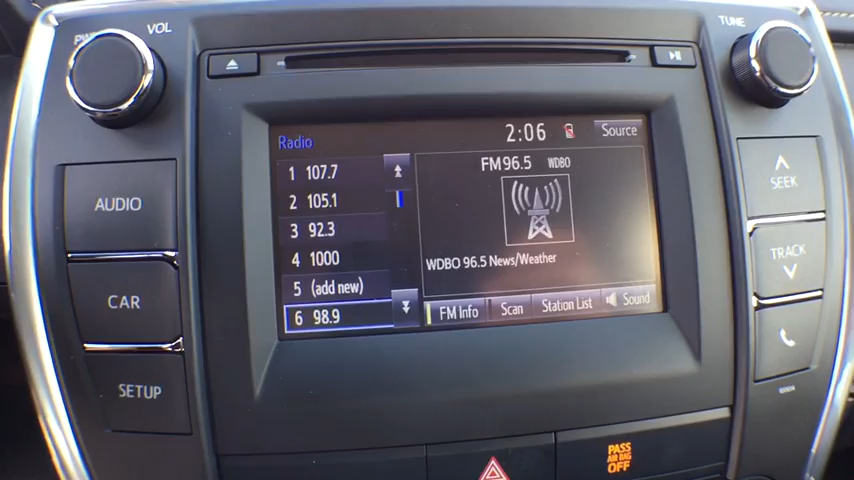 PWR VOL
TUNE
2:06
Source
Radio
1 107.7
2 105.1
3 92.3
4 1000
5 (add new)
6 98.9
FM 96.5 WDBO
WDBO 96.5 News/Weather
FM Info Scan Station List Sound
AUDIO
CAR
SETUP
SEEK
TRACK
PASS
AIR BAG
OFF